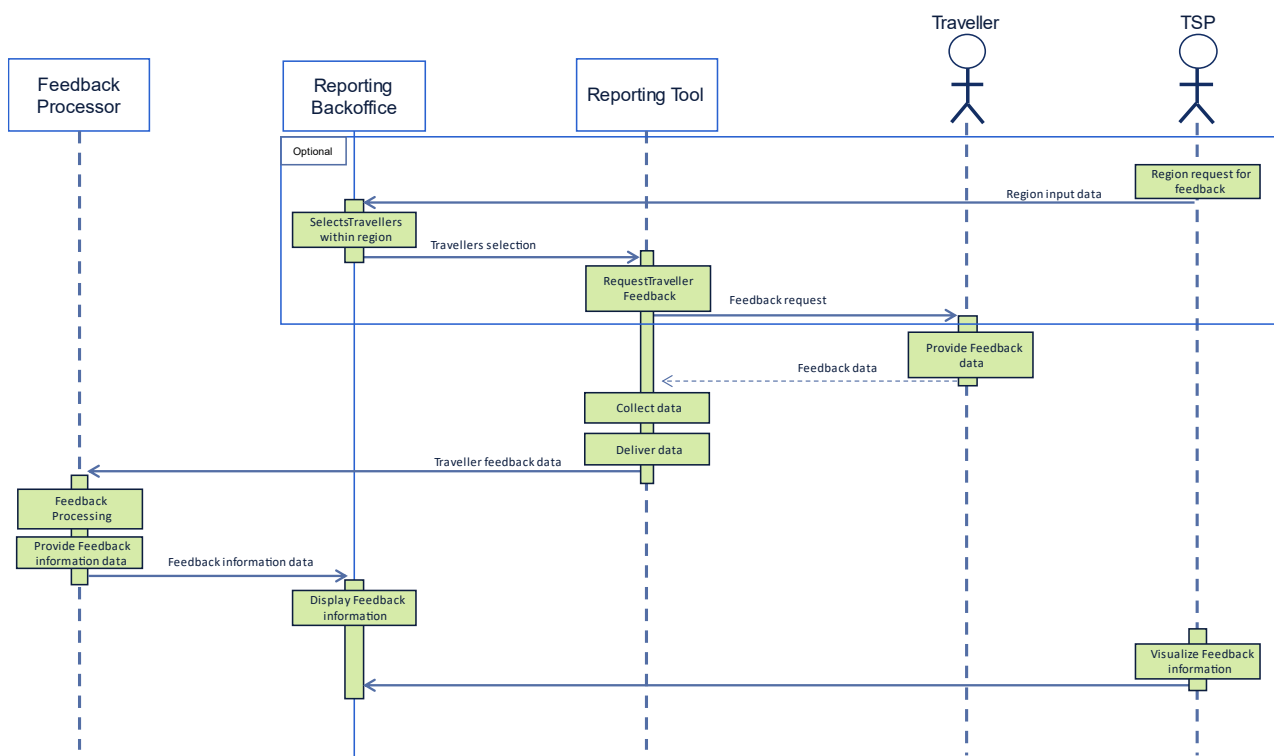 Traveller
TSP
Feedback
Processor
Reporting
Backoffice
Reporting Tool
Optional
Region request for
feedback
Region input data
SelectsTravellers
within region
Travellers selection
RequestTraveller
Feedback
Feedback request
Provide Feedback
data
Feedback data
Collect data
Deliver data
Traveller feedback data
Feedback
Processing
Provide Feedback
information data
Feedback information data
Display Feedback
information
Visualize Feedback
information